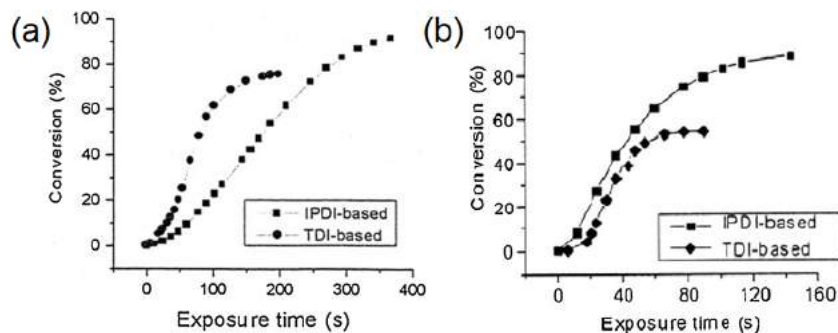 (a)
100
80
60
40
20
0
Conversion (%)
IPDI-based
TDI-based
0 100 200 300 400
Exposure time (s)
(b)
100
80
60
40
20
0
Conversion (%)
IPDI-based
TDI-based
0 40 80 120 160
Exposure time (s)